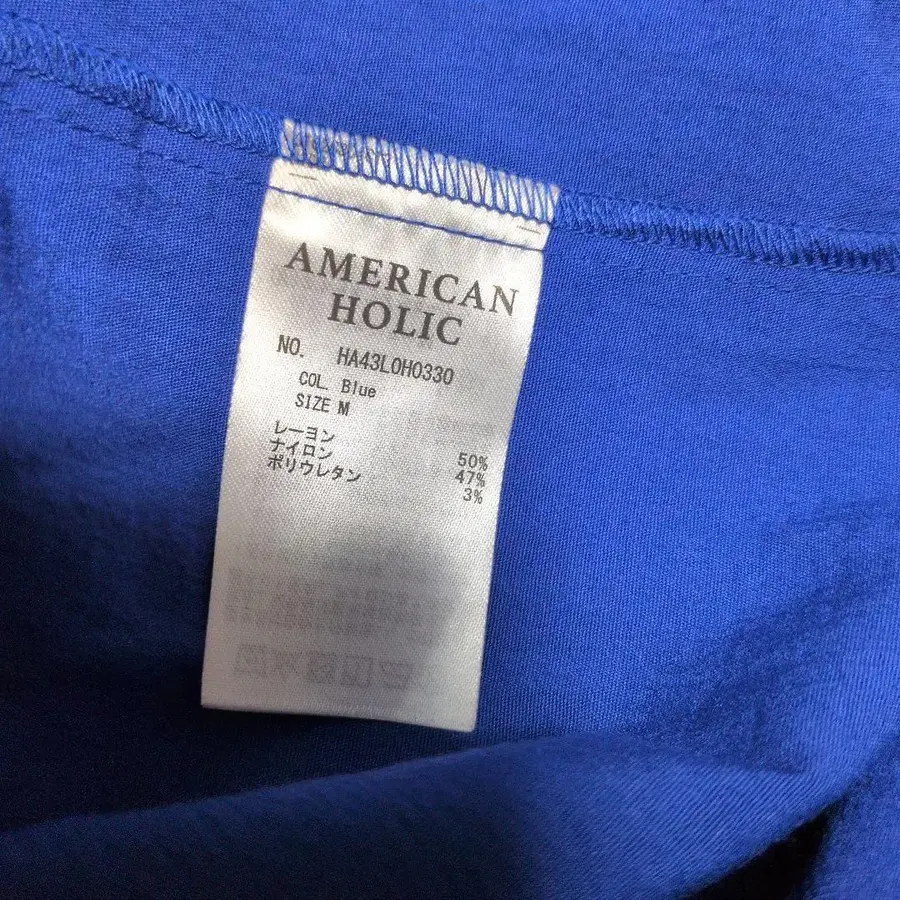 AMERICAN
HOLIC
NO. HA43L0H0330
COL. Blue
SIZE M
レーヨン 50%
ナイロン 47%
ポリウレタン 3%